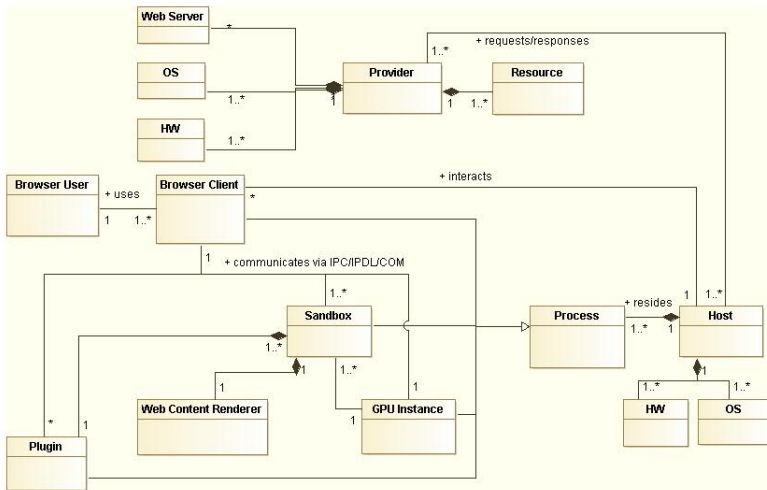 Web Server
*
+ requests/responses
1..*
OS
Provider
Resource
1..*
1
1
1..*
HW
1..*
Browser User
+ uses
Browser Client
+ interacts
*
1
1..*
1
+ communicates via IPC/IPDL/COM
1..*
1
1..*
+ resides
Sandbox
Process
Host
1..*
1..*
1
1..*
1
1
1
1
1..*
1..*
Web Content Renderer
GPU Instance
HW
OS
*
1
1
Plugin